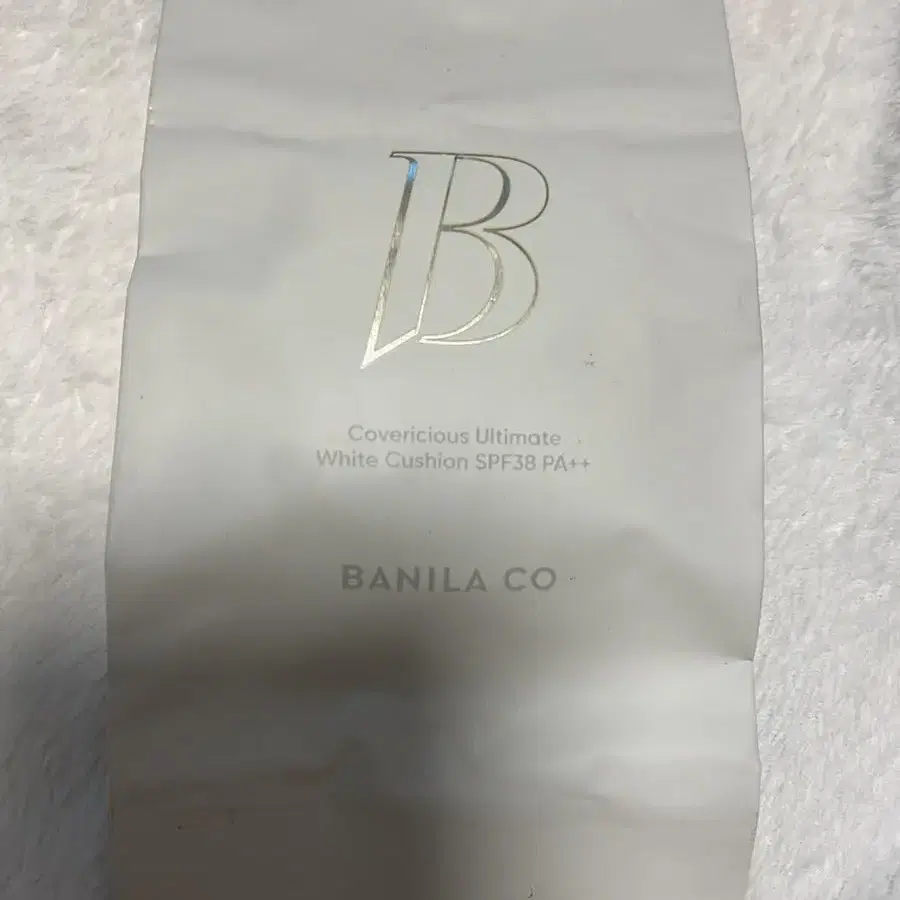 B
Covericious Ultimate
White Cushion SPF38 PA++
BANILA CO